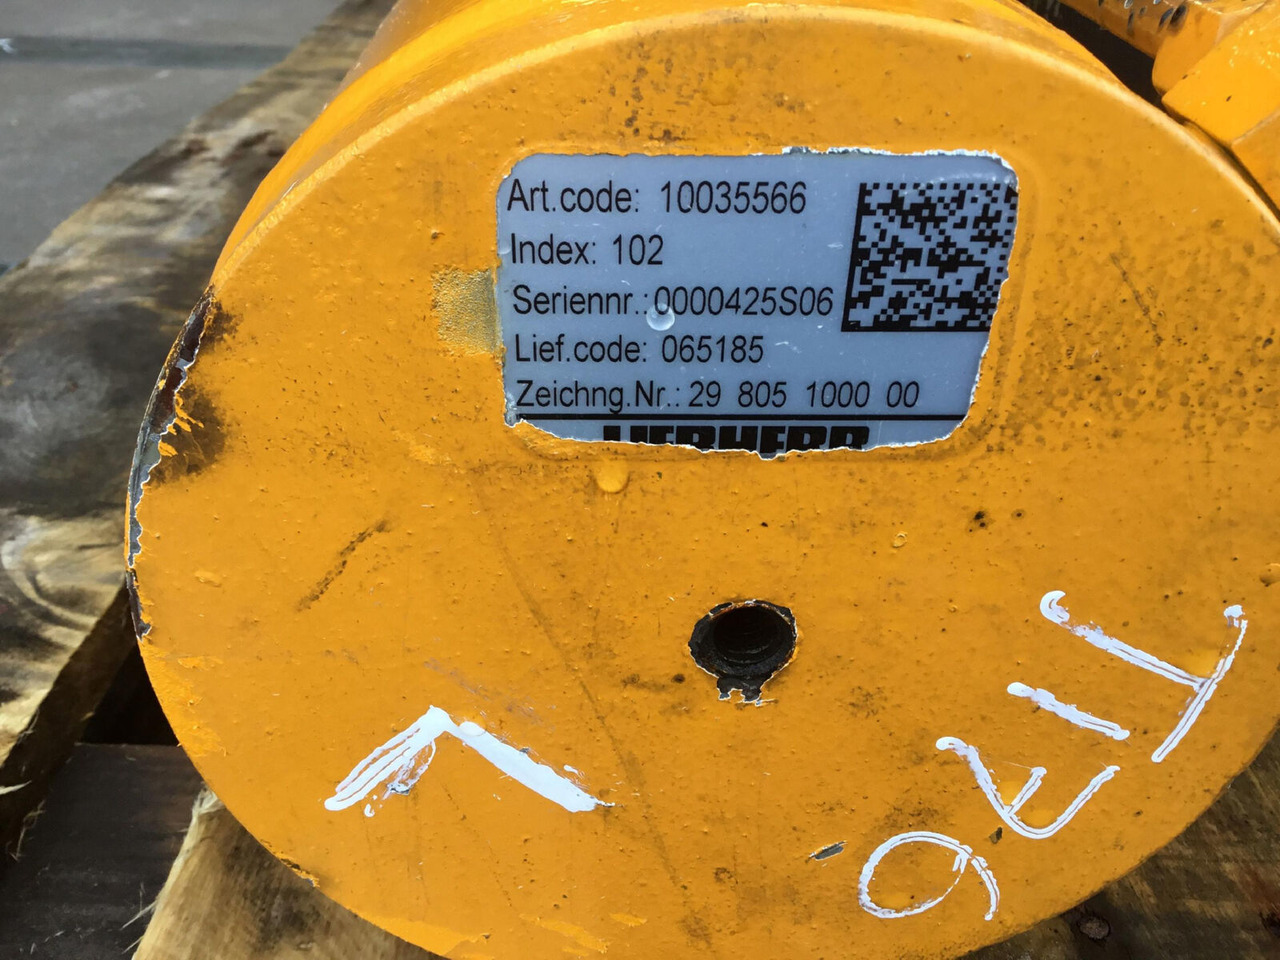 Art.code: 10035566
Index: 102
Seriennr.: 0000425S06
Lief.code: 065185
Zeichng.Nr.: 29 805 1000 00
LIEBHERR
L